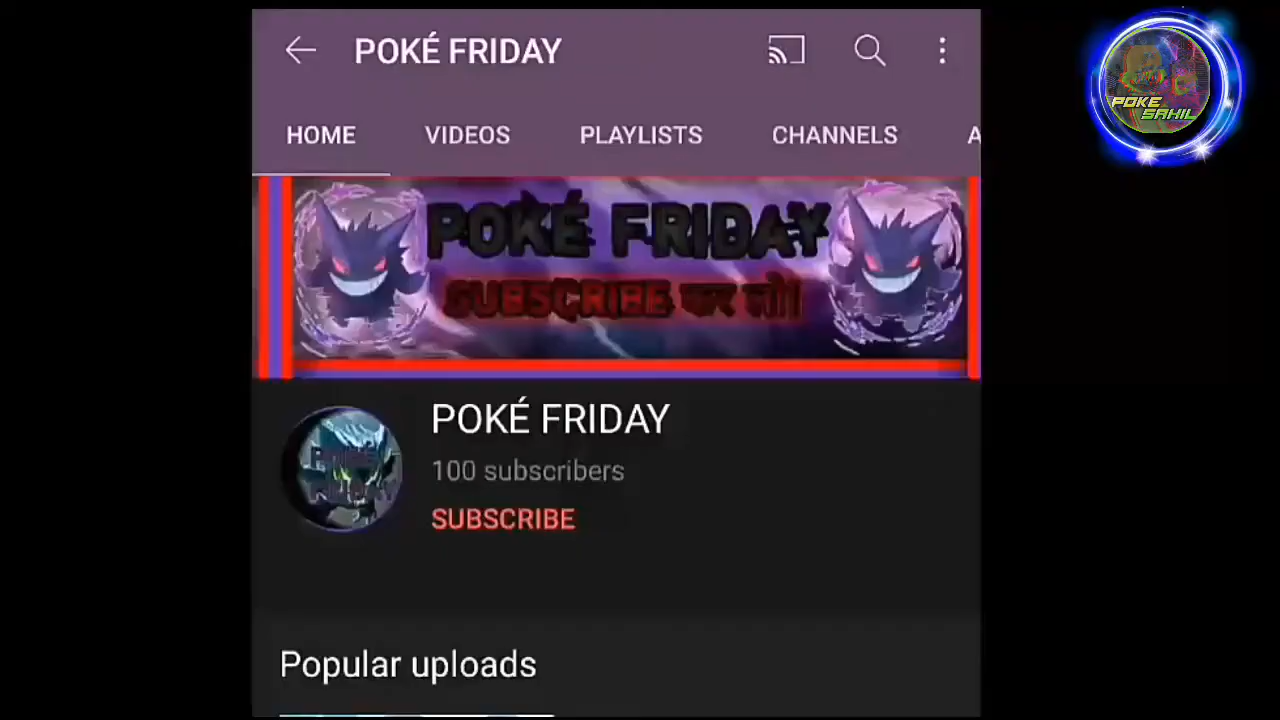 POKÉ FRIDAY
HOME VIDEOS PLAYLISTS CHANNELS A
POKÉ FRIDAY
SUBSCRIBE कर लो।
POKÉ FRIDAY
100 subscribers
SUBSCRIBE
Popular uploads
POKE
SAHIL